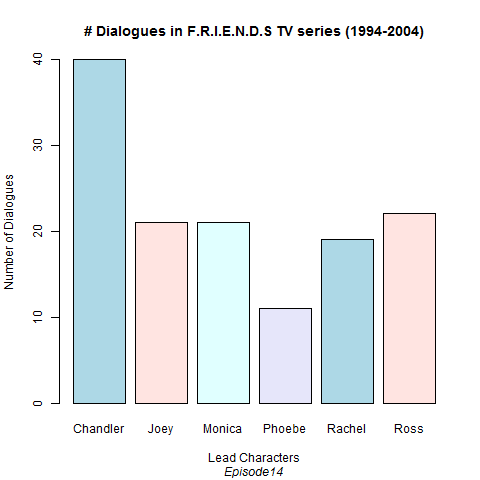 # Dialogues in F.R.I.E.N.D.S TV series (1994-2004)
Number of Dialogues
40
30
20
10
0
Chandler Joey Monica Phoebe Rachel Ross
Lead Characters
Episode14